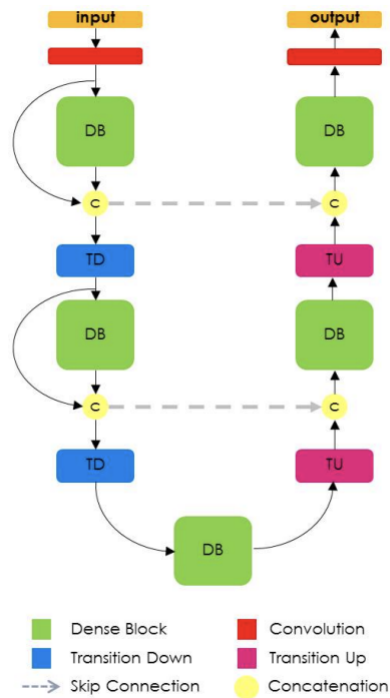 input
output
DB
DB
C
C
TD
TU
DB
DB
C
C
TD
TU
DB
Dense Block
Convolution
Transition Down
Transition Up
Skip Connection
Concatenation